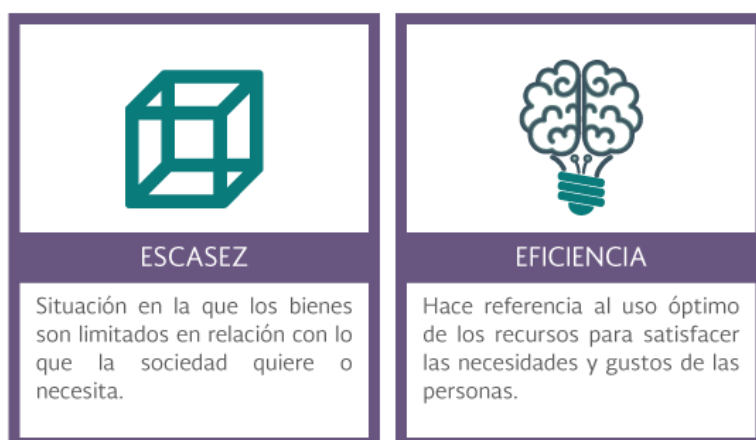 ESCASEZ
Situación en la que los bienes
son limitados en relación con lo
que la sociedad quiere o
necesita.
EFICIENCIA
Hace referencia al uso óptimo
de los recursos para satisfacer
las necesidades y gustos de las
personas.